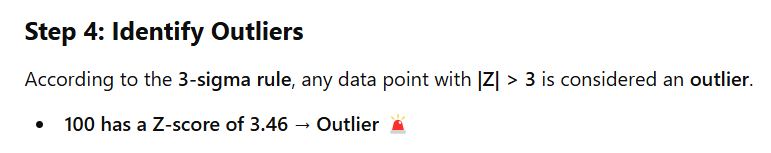 Step 4: Identify Outliers
According to the 3-sigma rule, any data point with |Z| > 3 is considered an outlier.
• 100 has a Z-score of 3.46 → Outlier 🚨